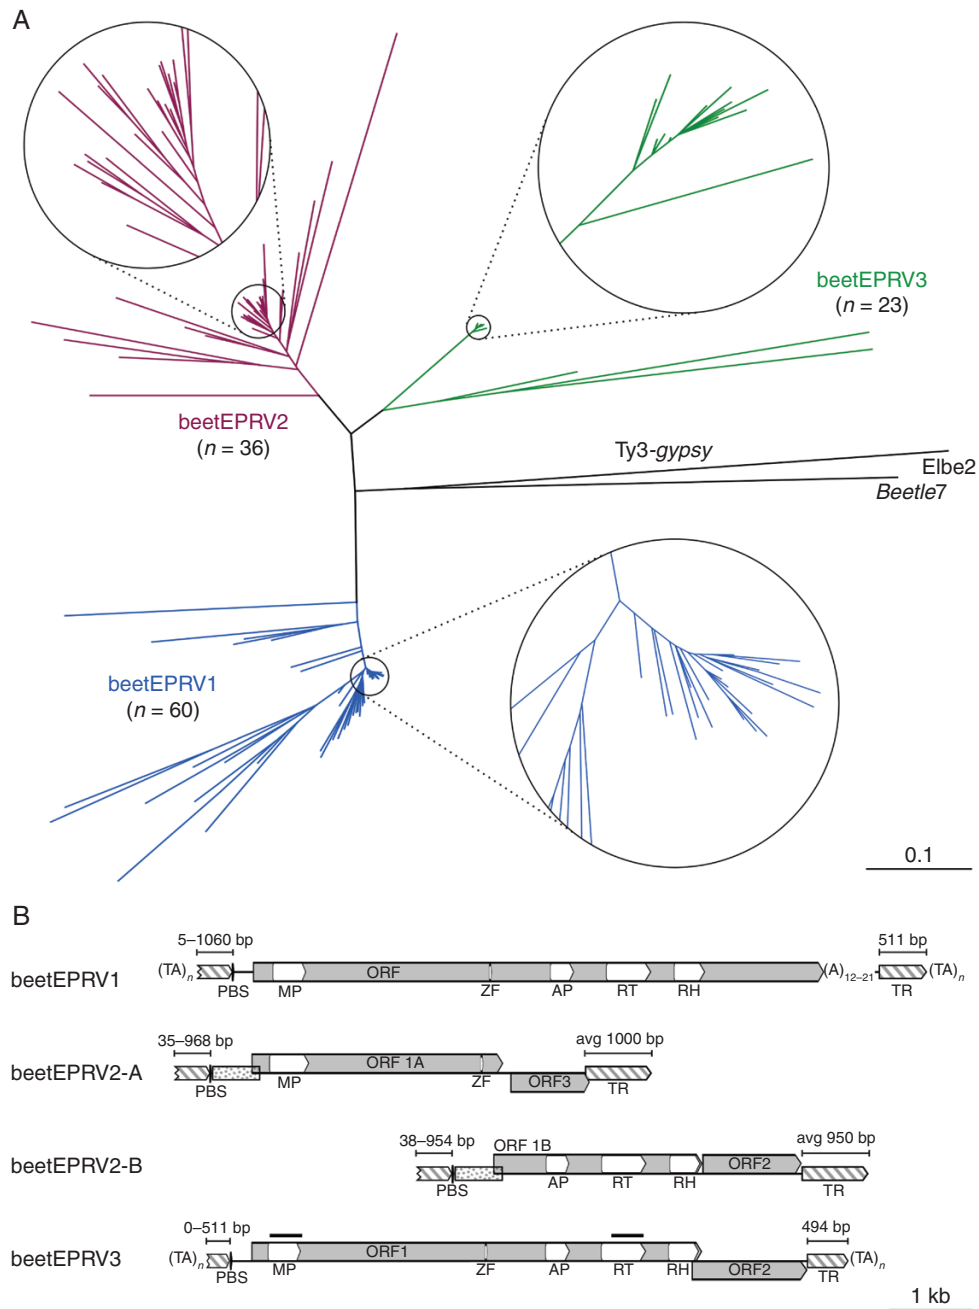 A
beetEPRV3
(n = 23)
beetEPRV2
(n = 36)
Ty3-gypsy
Elbe2
Beetle7
beetEPRV1
(n = 60)
0.1
B
5–1060 bp
511 bp
beetEPRV1
(TA)n
ORF
(A)12–21
(TA)n
PBS
MP
ZF
AP
RT
RH
TR
35–968 bp
avg 1000 bp
beetEPRV2-A
ORF 1A
ORF3
PBS
MP
ZF
TR
38–954 bp
ORF 1B
avg 950 bp
beetEPRV2-B
ORF2
PBS
AP
RT
RH
TR
0–511 bp
494 bp
beetEPRV3
(TA)n
ORF1
ORF2
(TA)n
PBS
MP
ZF
AP
RT
RH
TR
1 kb